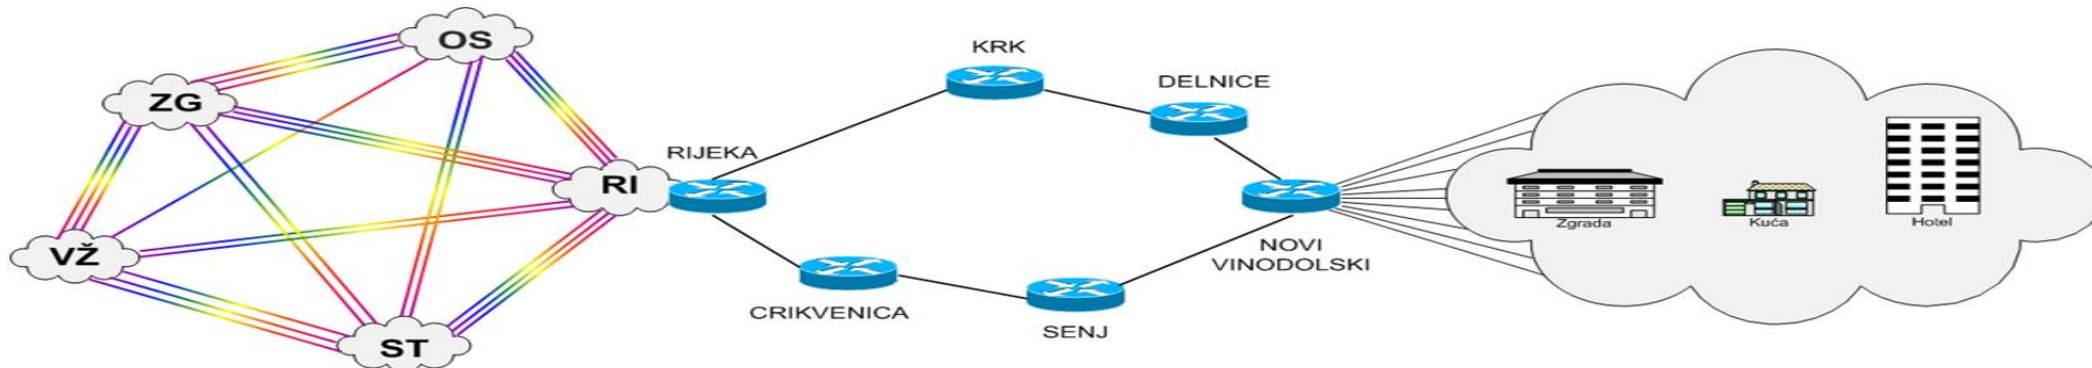 OS
ZG
RI
VŽ
ST
RIJEKA
KRK
DELNICE
NOVI
VINODOLSKI
CRIKVENICA
SENJ
Zgrada
Kuća
Hotel